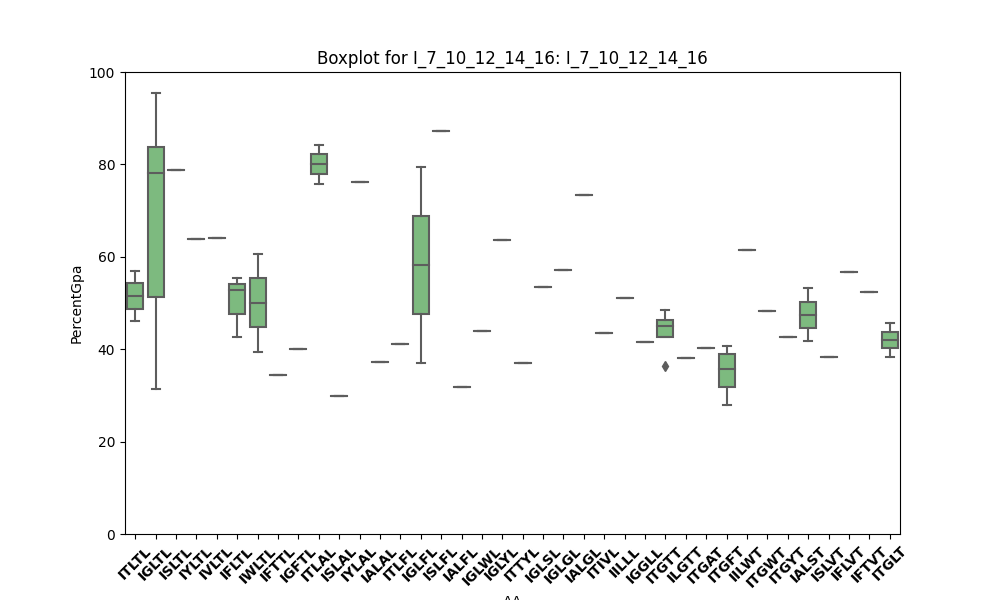 Boxplot for I_7_10_12_14_16: I_7_10_12_14_16
PercentGpa
100
80
60
40
20
0
ITLTL
IGLTL
ISLTL
IYLTL
IVLTL
IFLTL
IWLTL
IFTTL
IGFTL
ITLAL
ISLAL
IYLAL
IALAL
ITLFL
IGLFL
ISLFL
IALFL
IGLWL
IGLYL
ITTYL
IGLSL
IGLGL
IALGL
ITIVL
IILLL
IGGLL
ITGTT
ILGTT
ITGAT
ITGFT
IILWT
ITGWT
ITGYT
IALST
ISLVT
IFLVT
IFTVT
ITGLT
AA